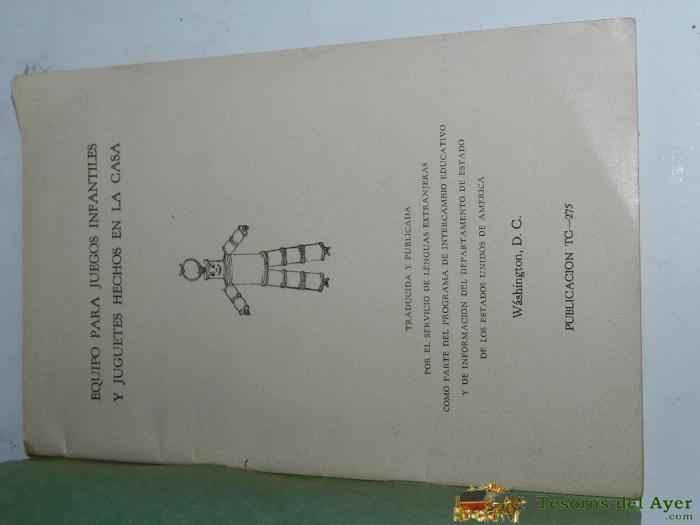 EQUIPO PARA JUEGOS INFANTILES
Y JUGUETES HECHOS EN LA CASA
TRADUCIDA Y PUBLICADA
POR EL SERVICIO DE LENGUAS EXTRANJERAS
COMO PARTE DEL PROGRAMA DE INTERCAMBIO EDUCATIVO
Y DE INFORMACION DEL DEPARTAMENTO DE ESTADO
DE LOS ESTADOS UNIDOS DE AMERICA
Wáshington, D. C.
PUBLICACION TC—275
Tesoros del Ayer
.com